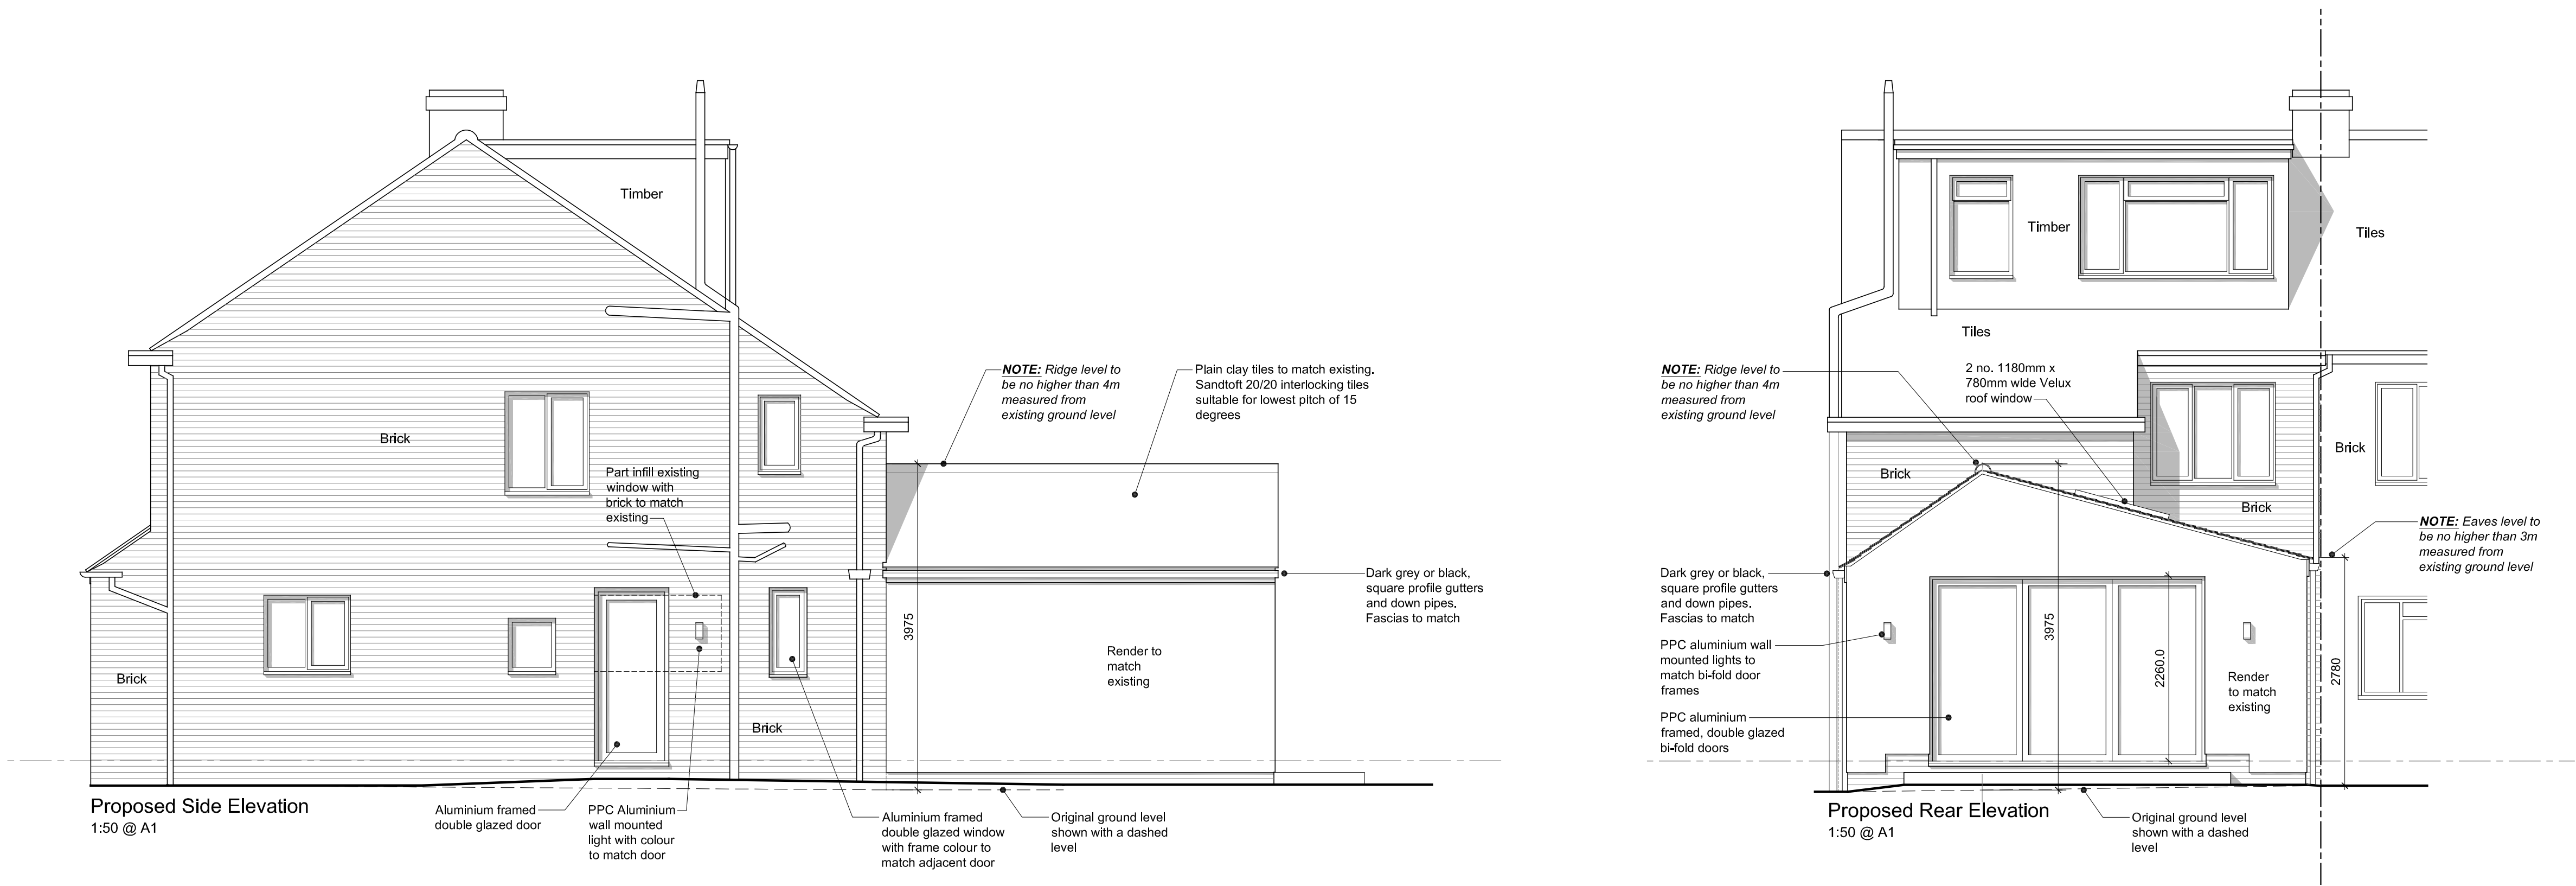 Timber
Brick
Part infill existing
window with
brick to match
existing
Brick
Brick
NOTE: Ridge level to
be no higher than 4m
measured from
existing ground level
Plain clay tiles to match existing.
Sandtoft 20/20 interlocking tiles
suitable for lowest pitch of 15
degrees
3975
Render to
match
existing
Dark grey or black,
square profile gutters
and down pipes.
Fascias to match
Proposed Side Elevation
1:50 @ A1
Aluminium framed
double glazed door
PPC Aluminium
wall mounted
light with colour
to match door
Aluminium framed
double glazed window
with frame colour to
match adjacent door
Original ground level
shown with a dashed
level
Timber
Tiles
Tiles
NOTE: Ridge level to
be no higher than 4m
measured from
existing ground level
2 no. 1180mm x
780mm wide Velux
roof window
Brick
Brick
Brick
NOTE: Eaves level to
be no higher than 3m
measured from
existing ground level
Dark grey or black,
square profile gutters
and down pipes.
Fascias to match
PPC aluminium wall
mounted lights to
match bi-fold door
frames
PPC aluminium
framed, double glazed
bi-fold doors
3975
2260.0
2780
Render
to match
existing
Proposed Rear Elevation
1:50 @ A1
Original ground level
shown with a dashed
level